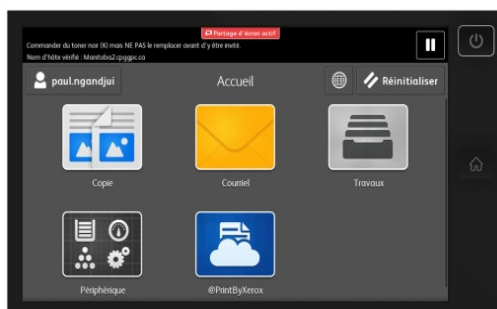 Partage d'écran actif
Commander du toner noir (K) mais NE PAS le remplacer avant d'y être invité.
Nom d'hôte vérifié : Manitoba2.cpggpc.ca
paul.ngandjui
Accueil
Réinitialiser
Copie
Courriel
Travaux
Périphérique
@PrintByXerox